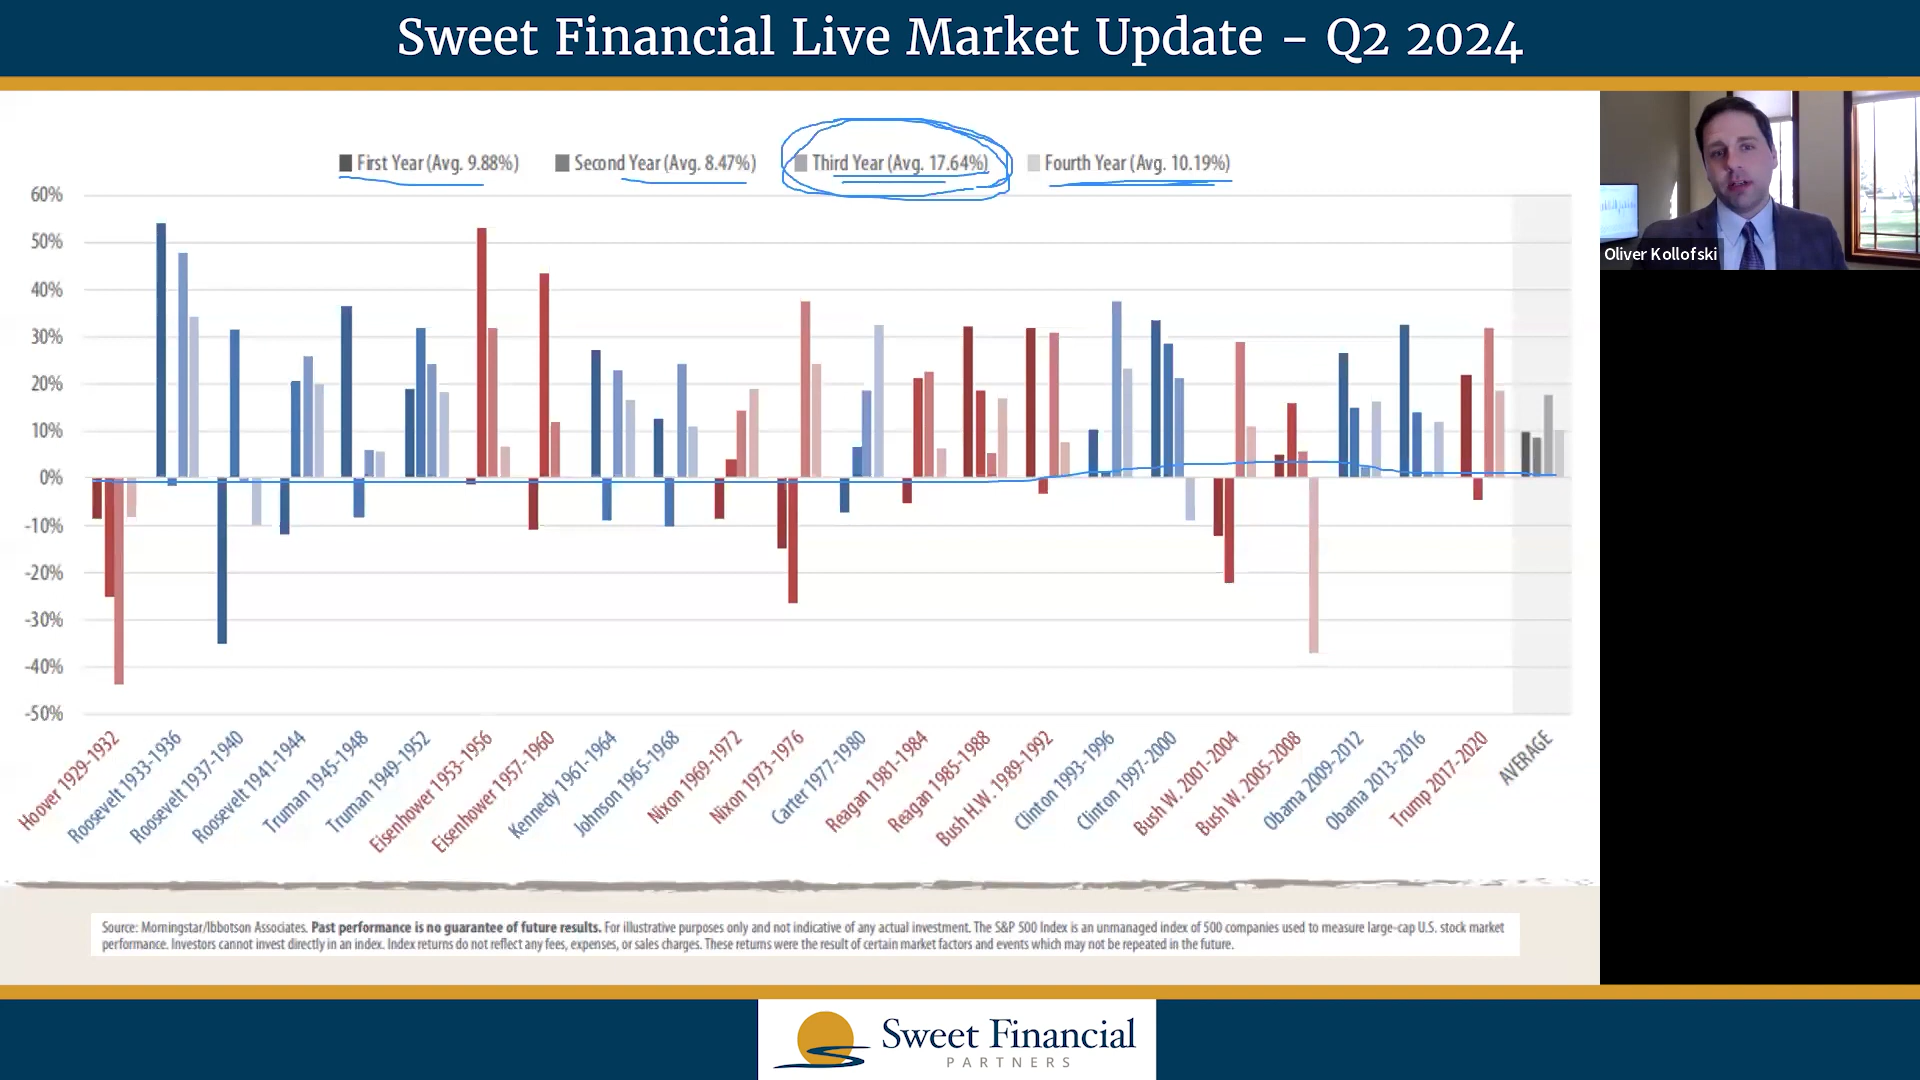 Sweet Financial Live Market Update - Q2 2024
First Year (Avg. 9.88%)
Second Year (Avg. 8.47%)
Third Year (Avg. 17.64%)
Fourth Year (Avg. 10.19%)
60%
50%
40%
30%
20%
10%
0%
-10%
-20%
-30%
-40%
-50%
Hoover 1929-1932
Roosevelt 1933-1936
Roosevelt 1937-1940
Roosevelt 1941-1944
Truman 1945-1948
Truman 1949-1952
Eisenhower 1953-1956
Eisenhower 1957-1960
Kennedy 1961-1964
Johnson 1965-1968
Nixon 1969-1972
Nixon 1973-1976
Carter 1977-1980
Reagan 1981-1984
Reagan 1985-1988
Bush H.W. 1989-1992
Clinton 1993-1996
Clinton 1997-2000
Bush W. 2001-2004
Bush W. 2005-2008
Obama 2009-2012
Obama 2013-2016
Trump 2017-2020
AVERAGE
Oliver Kollofski
Source: Morningstar/Ibbotson Associates. Past performance is no guarantee of future results. For illustrative purposes only and not indicative of any actual investment. The S&P 500 Index is an unmanaged index of 500 companies used to measure large-cap U.S. stock market
performance. Investors cannot invest directly in an index. Index returns do not reflect any fees, expenses, or sales charges. These returns were the result of certain market factors and events which may not be repeated in the future.
Sweet Financial
PARTNERS